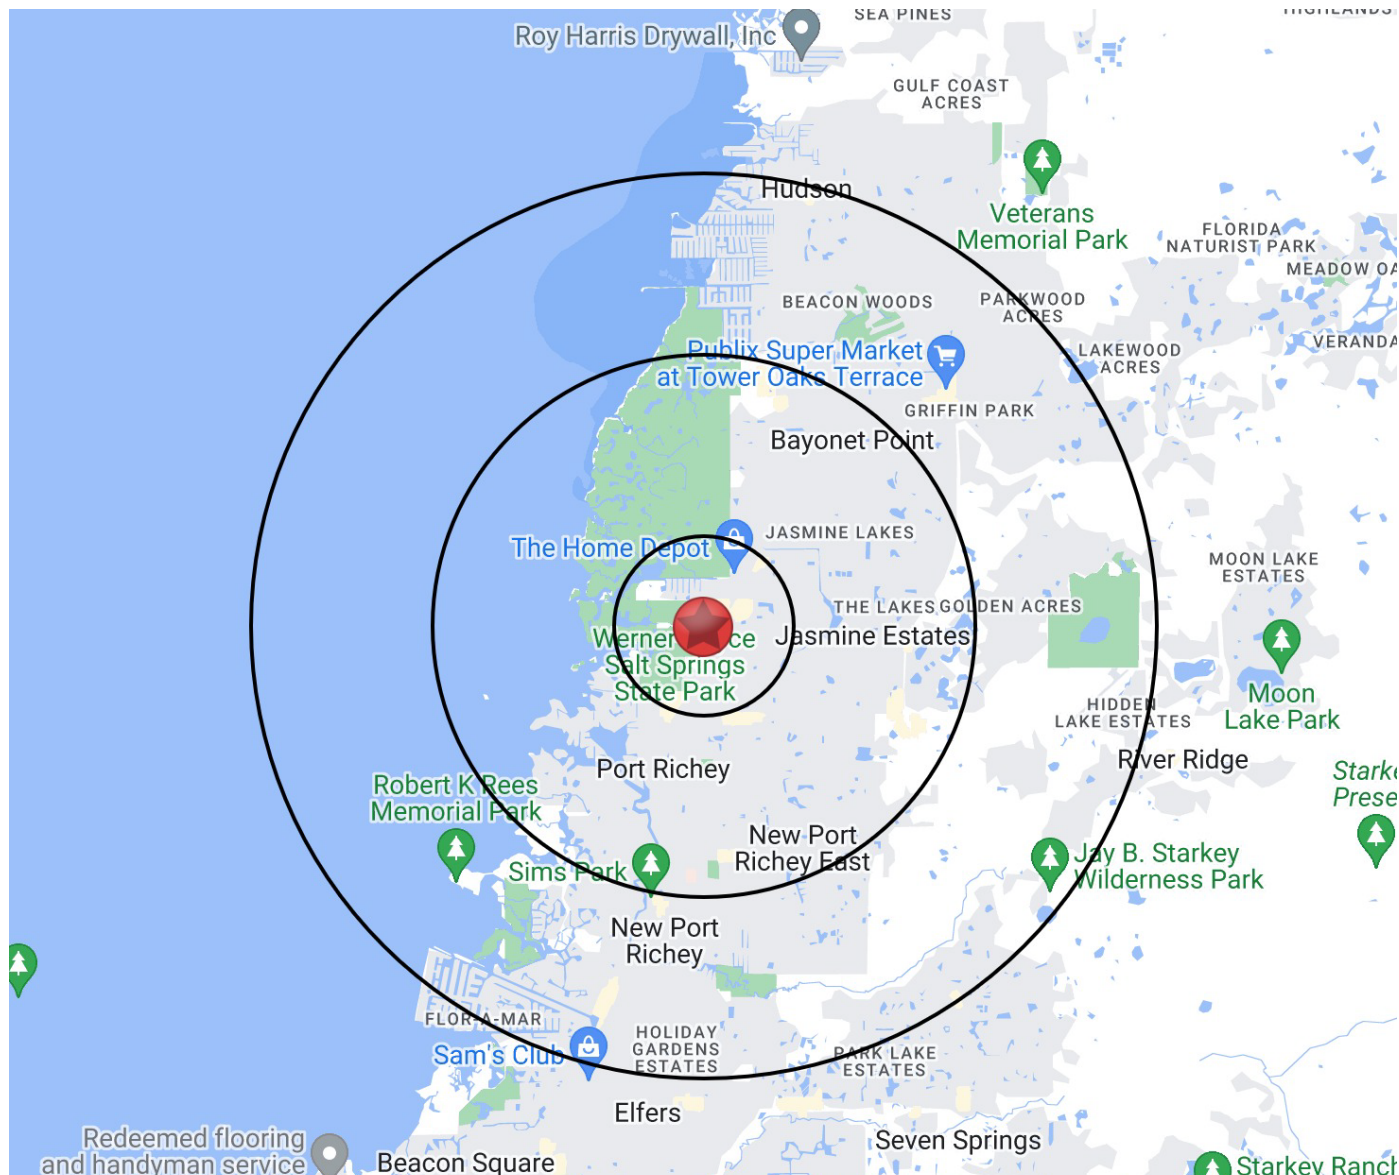 SEA PINES
Roy Harris Drywall, Inc
GULF COAST
ACRES
Hudson
Veterans
Memorial Park
FLORIDA
NATURIST PARK
MEADOW OA
BEACON WOODS
PARKWOOD
ACRES
VERANDA
Publix Super Market
at Tower Oaks Terrace
LAKEWOOD
ACRES
GRIFFIN PARK
Bayonet Point
JASMINE LAKES
The Home Depot
MOON LAKE
ESTATES
THE LAKES
GOLDEN ACRES
Jasmine Estates
Salt Springs
State Park
Moon
Lake Park
HIDDEN
LAKE ESTATES
River Ridge
Port Richey
Starke
Prese
Robert K Rees
Memorial Park
New Port
Richey East
Sims Park
Jay B. Starkey
Wilderness Park
New Port
Richey
FLOR-A-MAR
HOLIDAY
GARDENS
ESTATES
Sam's Club
PARK LAKE
ESTATES
Elfers
Seven Springs
Redeemed flooring
and handyman service
Beacon Square
Starkey Ranch